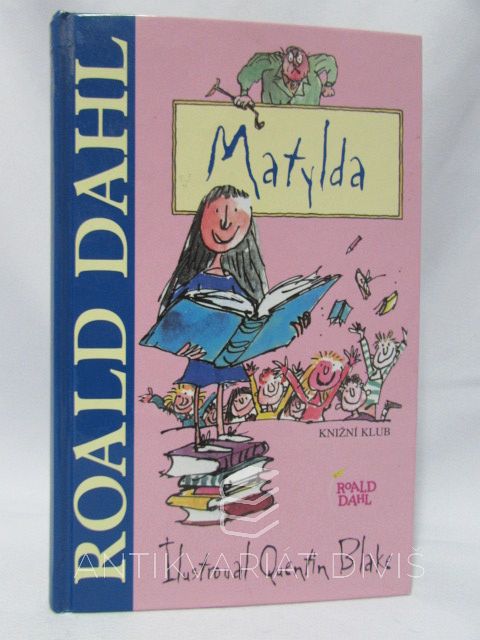 ROALD DAHL
Matylda
KNIŽNÍ KLUB
ROALD
DAHL
Ilustroval Quentin Blake
ANTIKVARIÁT DIVIŠ